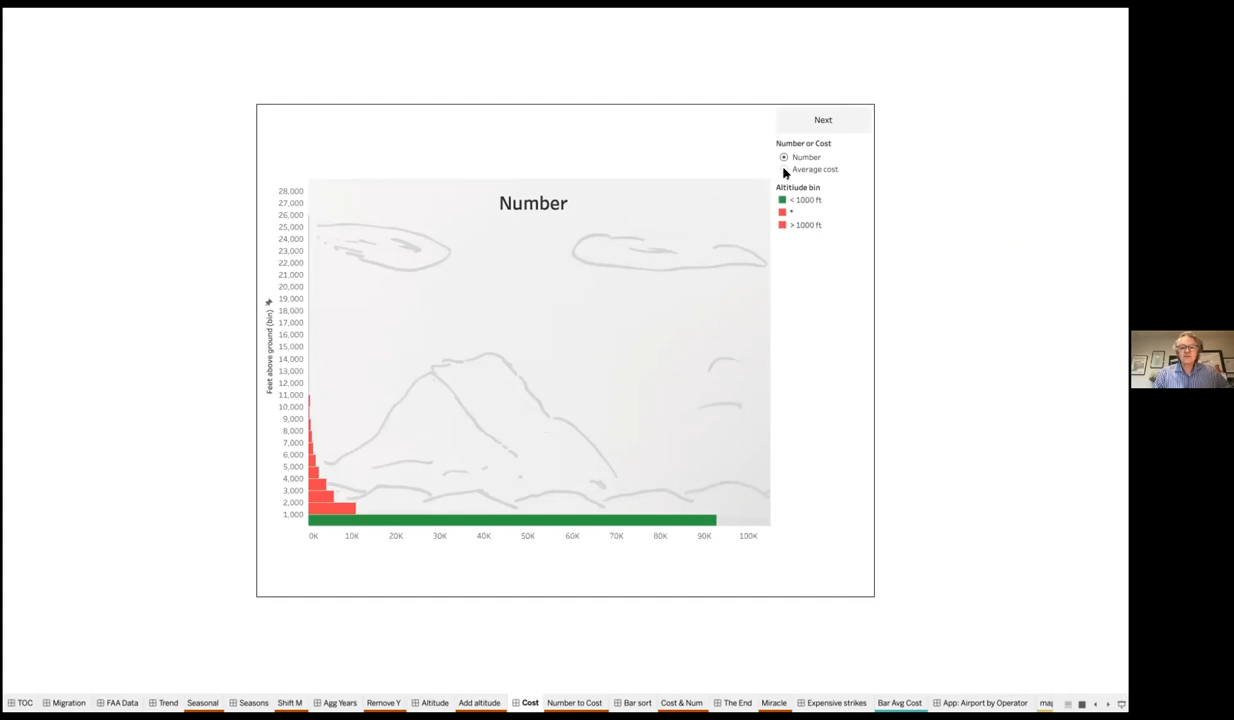 Next
Number or Cost
Number
Average cost
Altitiude bin
< 1000 ft
*
> 1000 ft
Number
28,000
27,000
26,000
25,000
24,000
23,000
22,000
21,000
20,000
19,000
18,000
17,000
16,000
15,000
14,000
13,000
12,000
11,000
10,000
9,000
8,000
7,000
6,000
5,000
4,000
3,000
2,000
1,000
Feet above ground (bin)
0K 10K 20K 30K 40K 50K 60K 70K 80K 90K 100K
TOC Migration FAA Data Trend Seasonal Seasons Shift M Agg Years Remove Y Altitude Add altitude Cost Number to Cost Bar sort Cost & Num The End Miracle Expensive strikes Bar Avg Cost App: Airport by Operator map